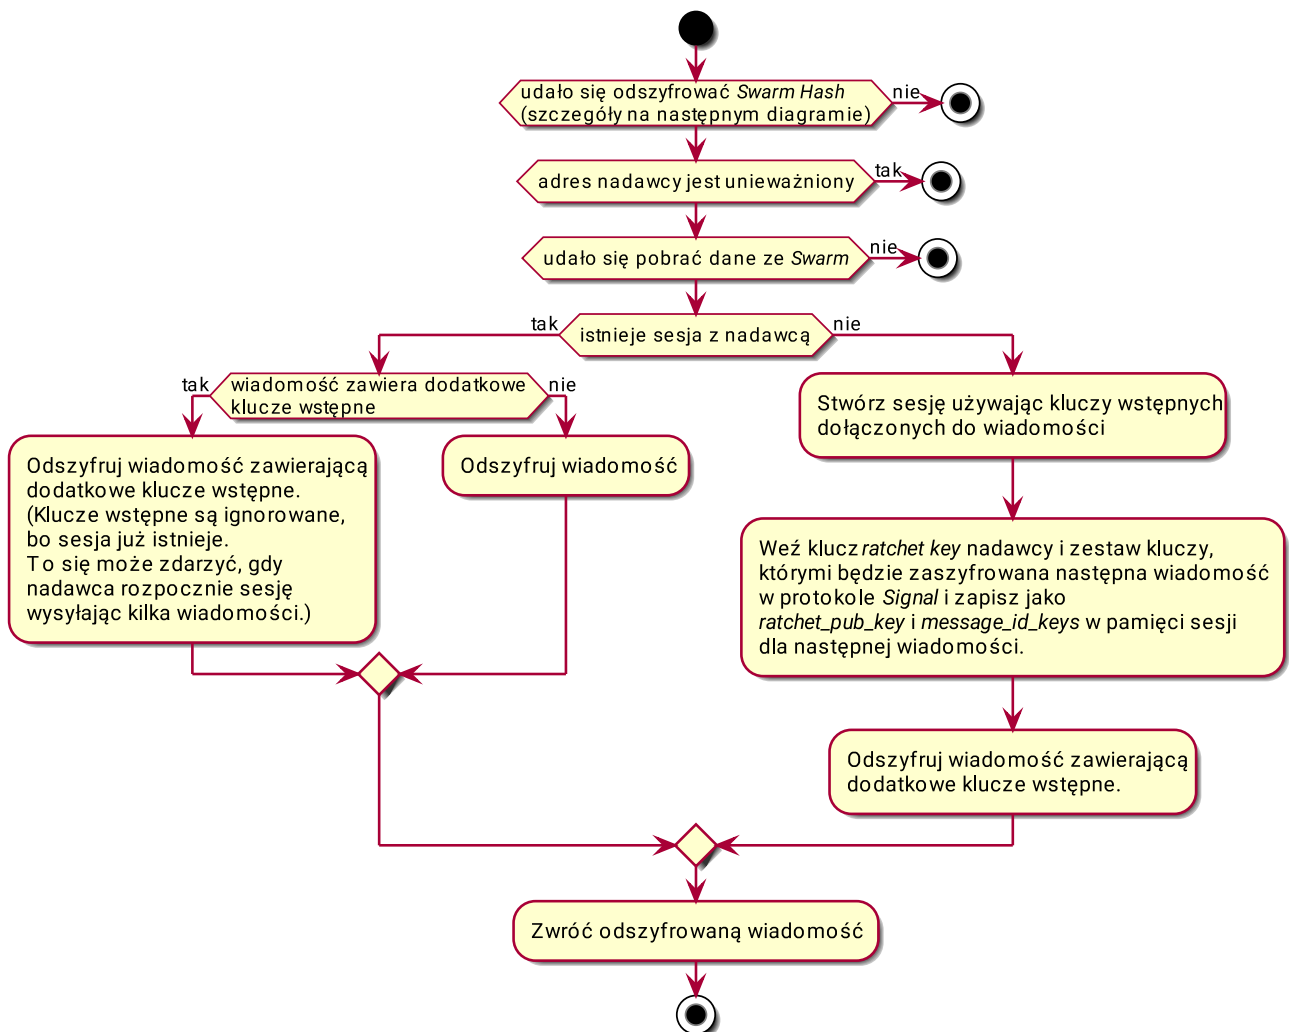 udało się odszyfrować Swarm Hash
(szczegóły na następnym diagramie)
nie
adres nadawcy jest unieważniony
tak
udało się pobrać dane ze Swarm
nie
tak
istnieje sesja z nadawcą
nie
tak
wiadomość zawiera dodatkowe
klucze wstępne
nie
Odszyfruj wiadomość zawierającą
dodatkowe klucze wstępne.
(Klucze wstępne są ignorowane,
bo sesja już istnieje.
To się może zdarzyć, gdy
nadawca rozpocznie sesję
wysyłając kilka wiadomości.)
Odszyfruj wiadomość
Stwórz sesję używając kluczy wstępnych
dołączonych do wiadomości
Weź klucz ratchet key nadawcy i zestaw kluczy,
którymi będzie zaszyfrowana następna wiadomość
w protokole Signal i zapisz jako
ratchet_pub_key i message_id_keys w pamięci sesji
dla następnej wiadomości.
Odszyfruj wiadomość zawierającą
dodatkowe klucze wstępne.
Zwróć odszyfrowaną wiadomość